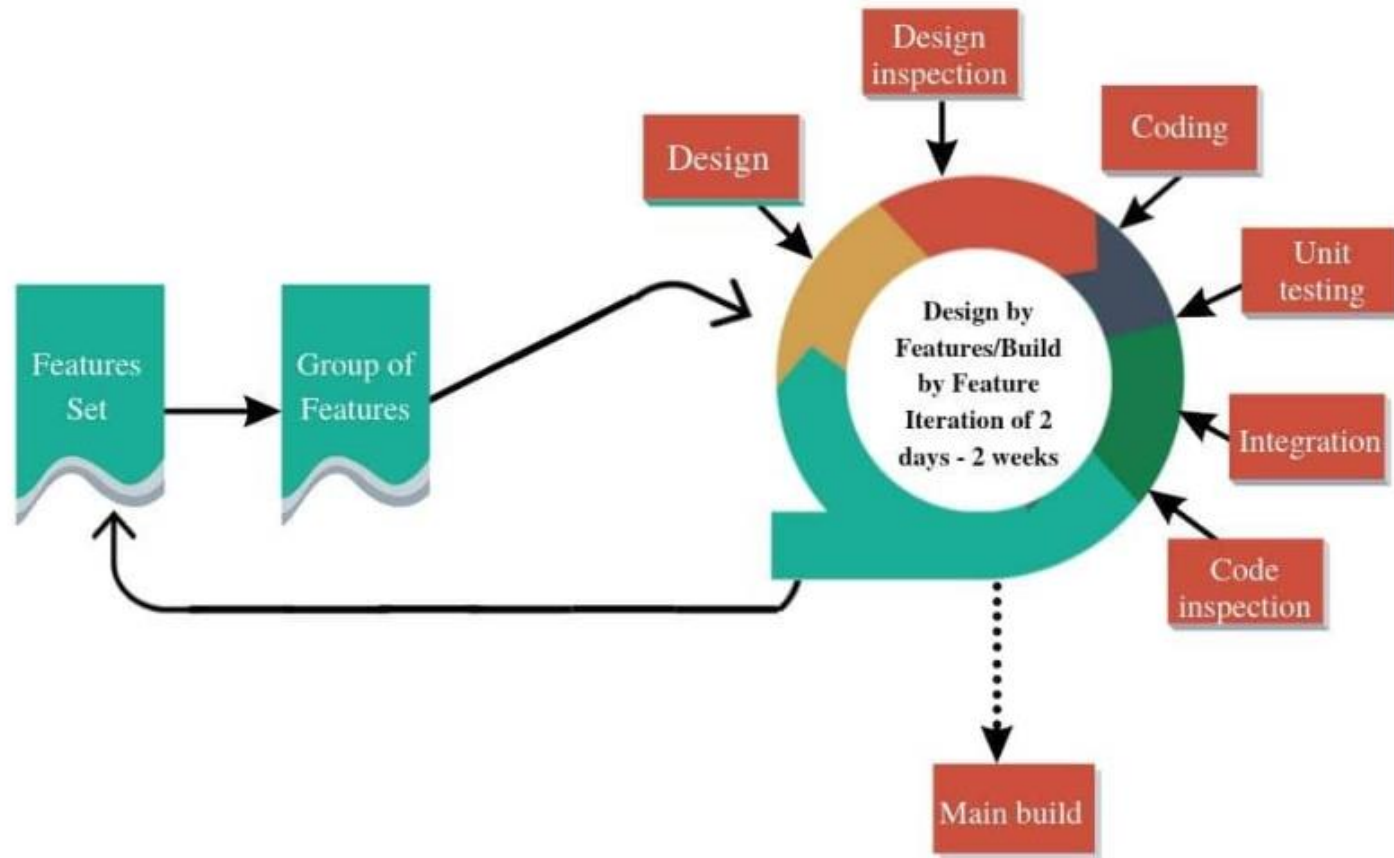 Design
inspection
Coding
Design
Unit
testing
Features
Set
Group of
Features
Design by
Features/Build
by Feature
Iteration of 2
days - 2 weeks
Integration
Code
inspection
Main build